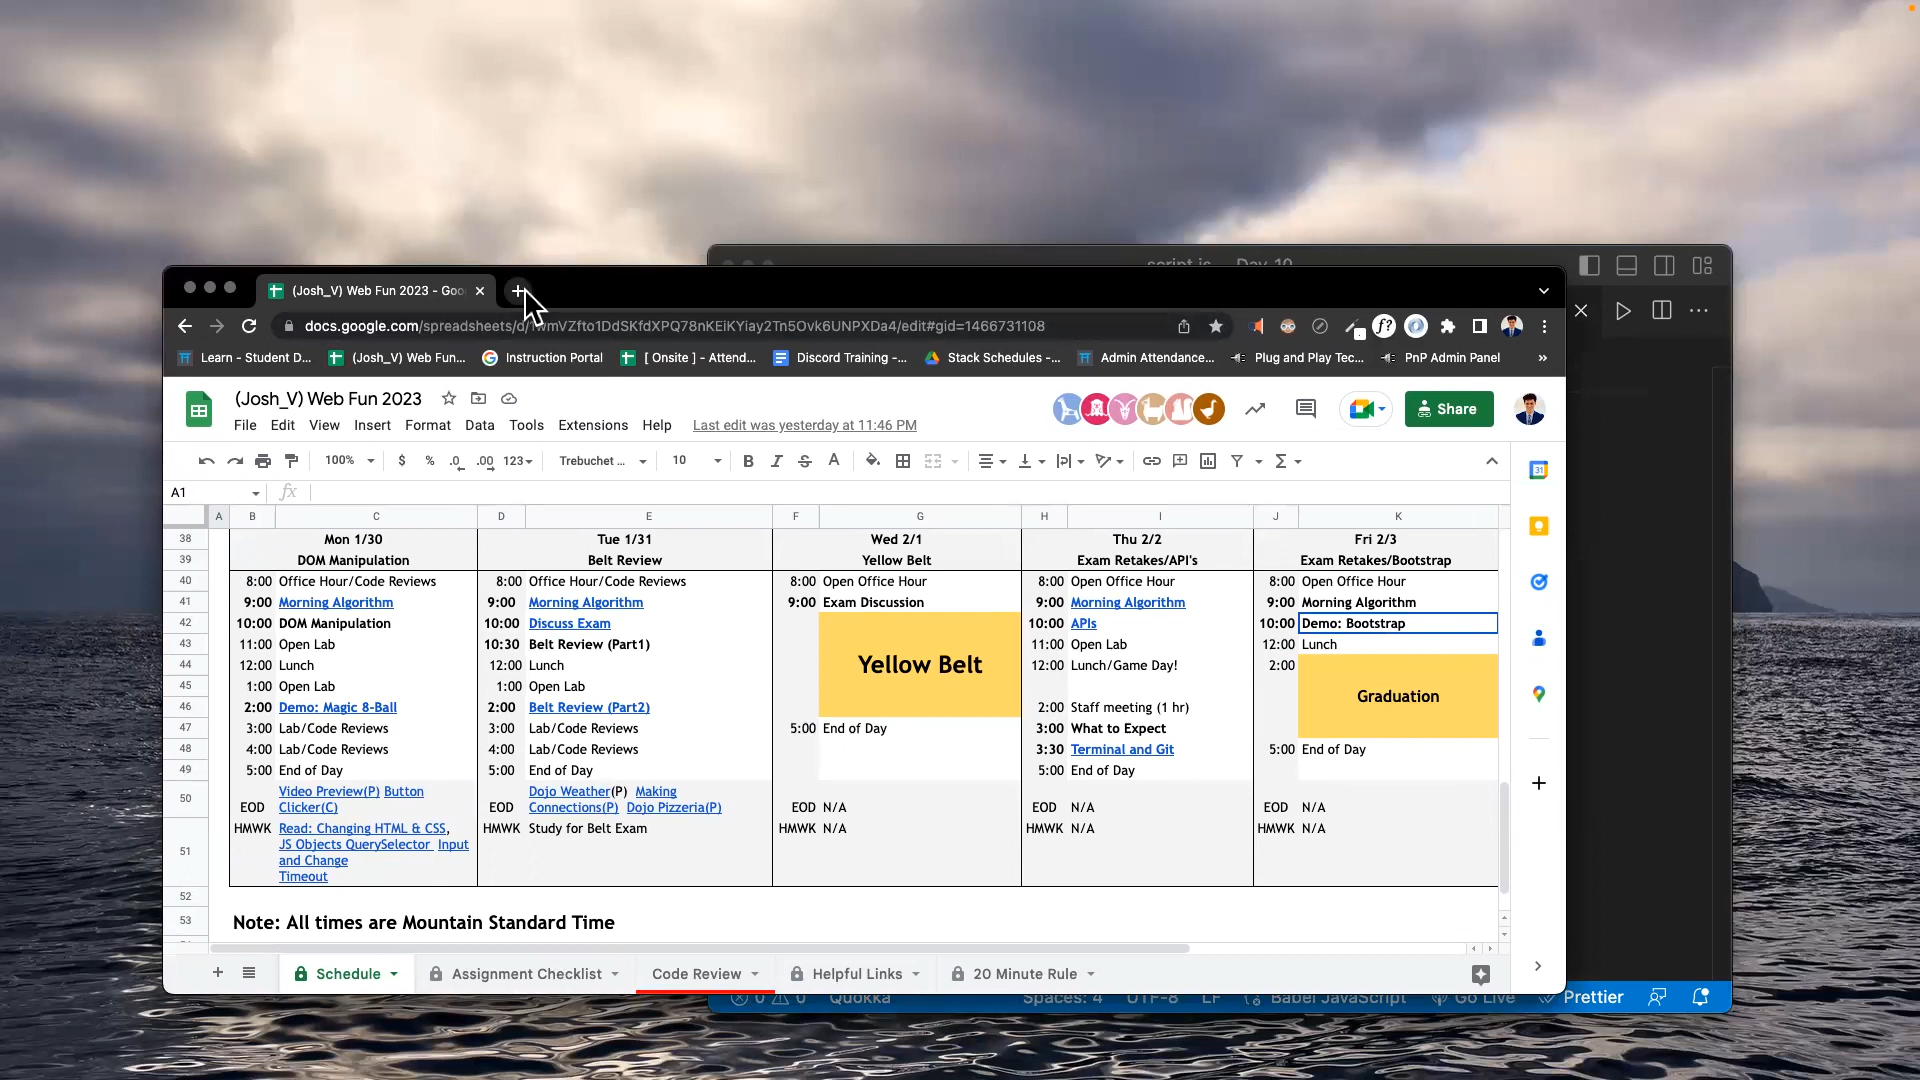 script.js — Day_10
(Josh_V) Web Fun 2023 - Goo
docs.google.com/spreadsheets/d/1wmVZfto1DdSKfdXPQ78nKEiKYiay2Tn5Ovk6UNPXDa4/edit#gid=1466731108
Learn - Student D... (Josh_V) Web Fun... Instruction Portal [ Onsite ] - Attend... Discord Training -... Stack Schedules -... Admin Attendance... Plug and Play Tec... PnP Admin Panel »
(Josh_V) Web Fun 2023
Share
File Edit View Insert Format Data Tools Extensions Help Last edit was yesterday at 11:46 PM
100% $ % .0 .00 123 Trebuchet ... 10 B I S A Σ
A1 fx
A B C D E F G H I J K
38 Mon 1/30 Tue 1/31 Wed 2/1 Thu 2/2 Fri 2/3
39 DOM Manipulation Belt Review Yellow Belt Exam Retakes/API's Exam Retakes/Bootstrap
40 8:00 Office Hour/Code Reviews 8:00 Office Hour/Code Reviews 8:00 Open Office Hour 8:00 Open Office Hour 8:00 Open Office Hour
41 9:00 Morning Algorithm 9:00 Morning Algorithm 9:00 Exam Discussion 9:00 Morning Algorithm 9:00 Morning Algorithm
42 10:00 DOM Manipulation 10:00 Discuss Exam 10:00 APIs 10:00 Demo: Bootstrap
43 11:00 Open Lab 10:30 Belt Review (Part1) 11:00 Open Lab 12:00 Lunch
44 12:00 Lunch 12:00 Lunch Yellow Belt 12:00 Lunch/Game Day! 2:00
45 1:00 Open Lab 1:00 Open Lab Graduation
46 2:00 Demo: Magic 8-Ball 2:00 Belt Review (Part2) 2:00 Staff meeting (1 hr)
47 3:00 Lab/Code Reviews 3:00 Lab/Code Reviews 5:00 End of Day 3:00 What to Expect
48 4:00 Lab/Code Reviews 4:00 Lab/Code Reviews 3:30 Terminal and Git 5:00 End of Day
49 5:00 End of Day 5:00 End of Day 5:00 End of Day
Video Preview(P) Button Dojo Weather(P) Making
50 EOD Clicker(C) EOD Connections(P) Dojo Pizzeria(P) EOD N/A EOD N/A EOD N/A
HMWK Read: Changing HTML & CSS, HMWK Study for Belt Exam HMWK N/A HMWK N/A HMWK N/A
51 JS Objects QuerySelector Input
and Change
Timeout
52
53 Note: All times are Mountain Standard Time
Schedule Assignment Checklist Code Review Helpful Links 20 Minute Rule
0 0 Quokka Spaces: 4 UTF-8 LF Babel JavaScript Go Live Prettier